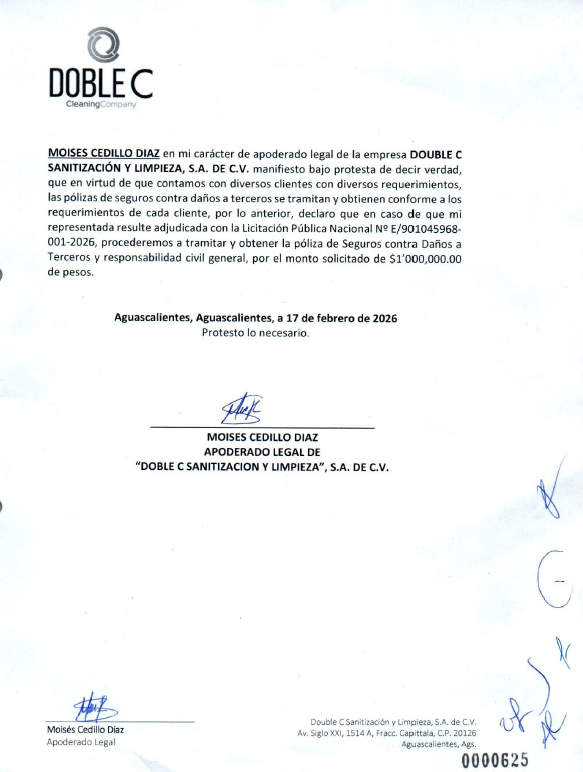 DOBLE C
CleaningCompany
MOISES CEDILLO DIAZ en mi carácter de apoderado legal de la empresa DOUBLE C
SANITIZACIÓN Y LIMPIEZA, S.A. DE C.V. manifiesto bajo protesta de decir verdad,
que en virtud de que contamos con diversos clientes con diversos requerimientos,
las pólizas de seguros contra daños a terceros se tramitan y obtienen conforme a los
requerimientos de cada cliente, por lo anterior, declaro que en caso de que mi
representada resulte adjudicada con la Licitación Pública Nacional Nº E/901045968-
001-2026, procederemos a tramitar y obtener la póliza de Seguros contra Daños a
Terceros y responsabilidad civil general, por el monto solicitado de $1'000,000.00
de pesos.
Aguascalientes, Aguascalientes, a 17 de febrero de 2026
Protesto lo necesario.
MOISES CEDILLO DIAZ
APODERADO LEGAL DE
"DOBLE C SANITIZACION Y LIMPIEZA", S.A. DE C.V.
Moisés Cedillo Díaz
Apoderado Legal
Double C Sanitización y Limpieza, S.A. de C.V.
Av. Siglo XXI, 1514 A, Fracc. Capittala, C.P. 20126
Aguascalientes, Ags.
0000625